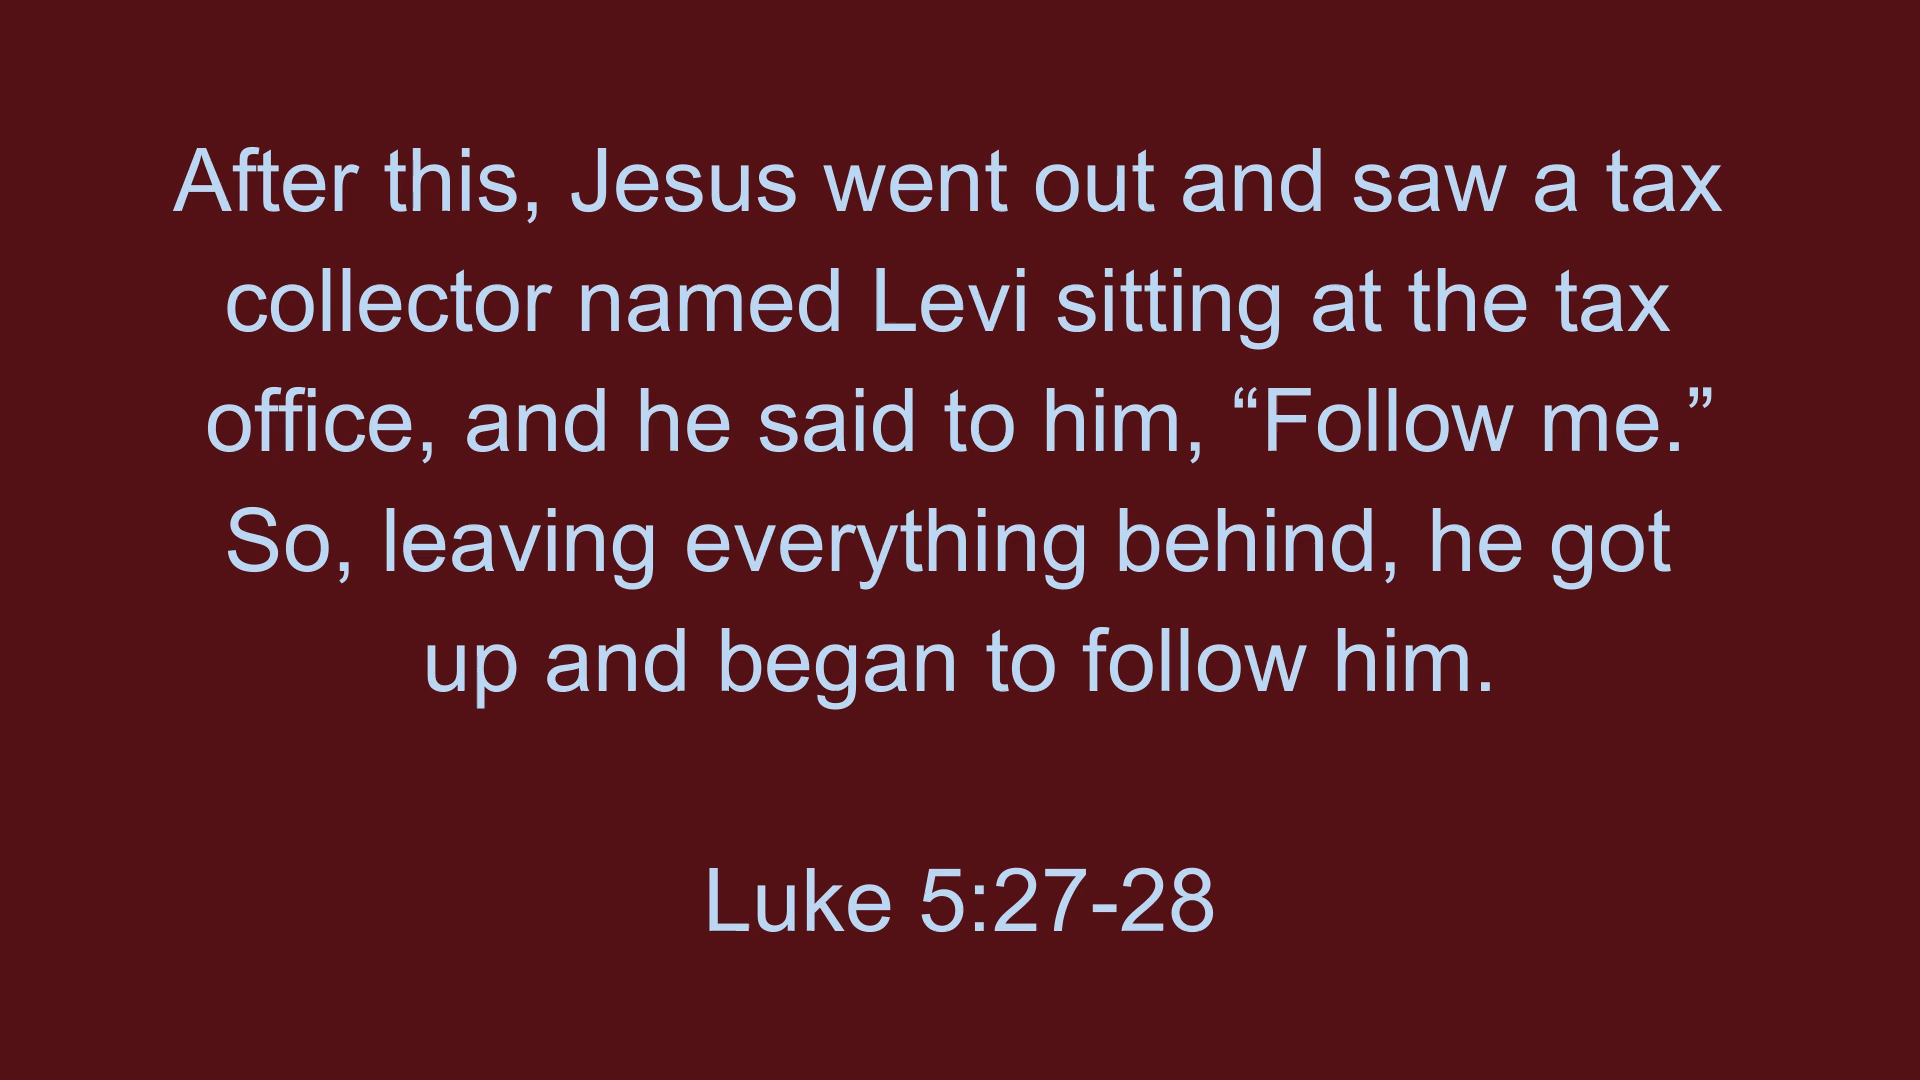 After this, Jesus went out and saw a tax
collector named Levi sitting at the tax
office, and he said to him, “Follow me.”
So, leaving everything behind, he got
up and began to follow him.
Luke 5:27-28